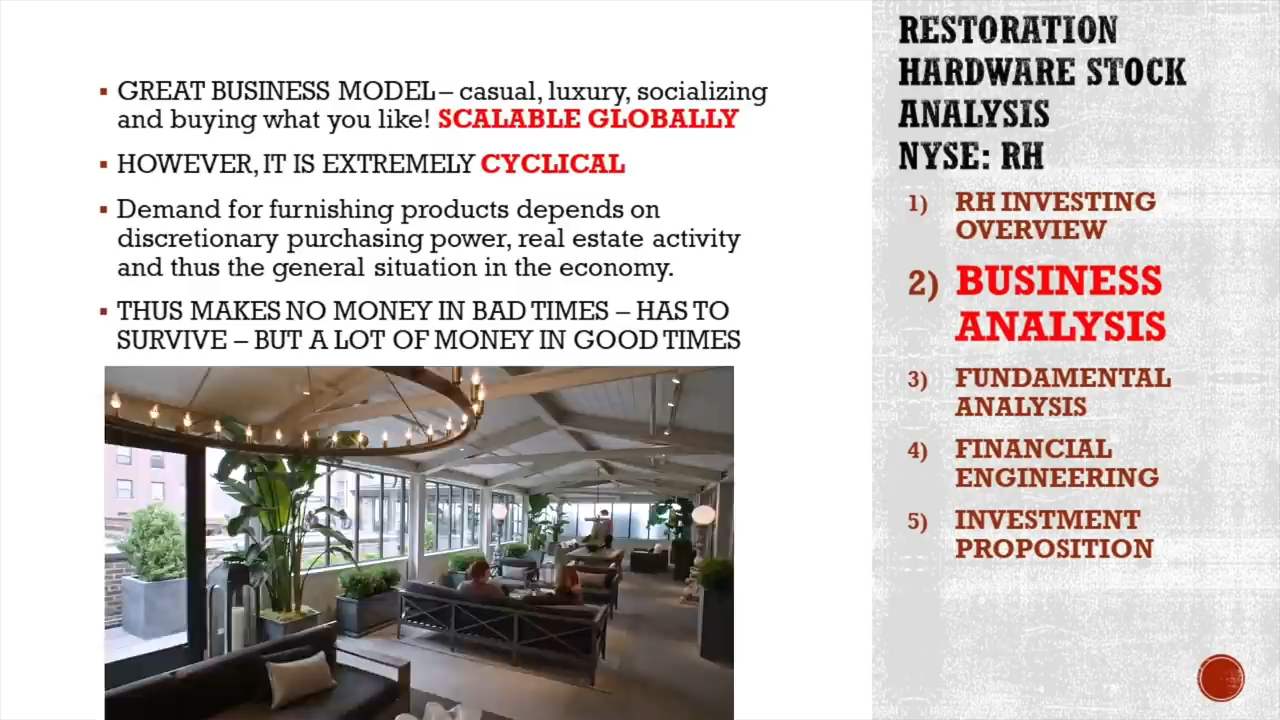 ▪ GREAT BUSINESS MODEL – casual, luxury, socializing
and buying what you like! SCALABLE GLOBALLY
▪ HOWEVER, IT IS EXTREMELY CYCLICAL
▪ Demand for furnishing products depends on
discretionary purchasing power, real estate activity
and thus the general situation in the economy.
▪ THUS MAKES NO MONEY IN BAD TIMES – HAS TO
SURVIVE – BUT A LOT OF MONEY IN GOOD TIMES
RESTORATION
HARDWARE STOCK
ANALYSIS
NYSE: RH
1) RH INVESTING
OVERVIEW
2) BUSINESS
ANALYSIS
3) FUNDAMENTAL
ANALYSIS
4) FINANCIAL
ENGINEERING
5) INVESTMENT
PROPOSITION